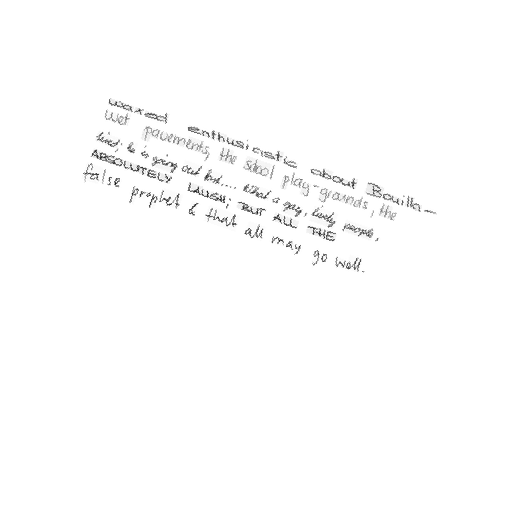 waxed enthusiastic about Bouilla-
Wet pavements, the school play-grounds, the
kind. he is going out but.... What a gay, lively people,
ABSOLUTELY LAUGH; BUT ALL THE
false prophet & that all may go well.